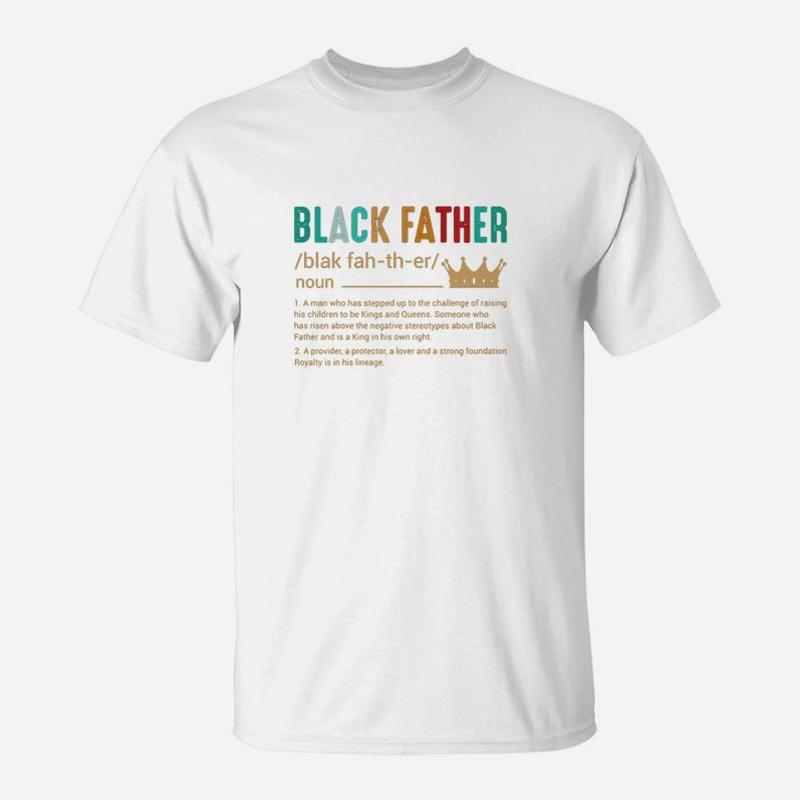 BLACK FATHER
/blak fah-th-er/
noun
1. A man who has stepped up to the challenge of raising
his children to be Kings and Queens. Someone who
has risen above the negative stereotypes about Black
Father and is a King in his own right.
2. A provider, a protector, a lover and a strong foundation
Royalty is in his lineage.